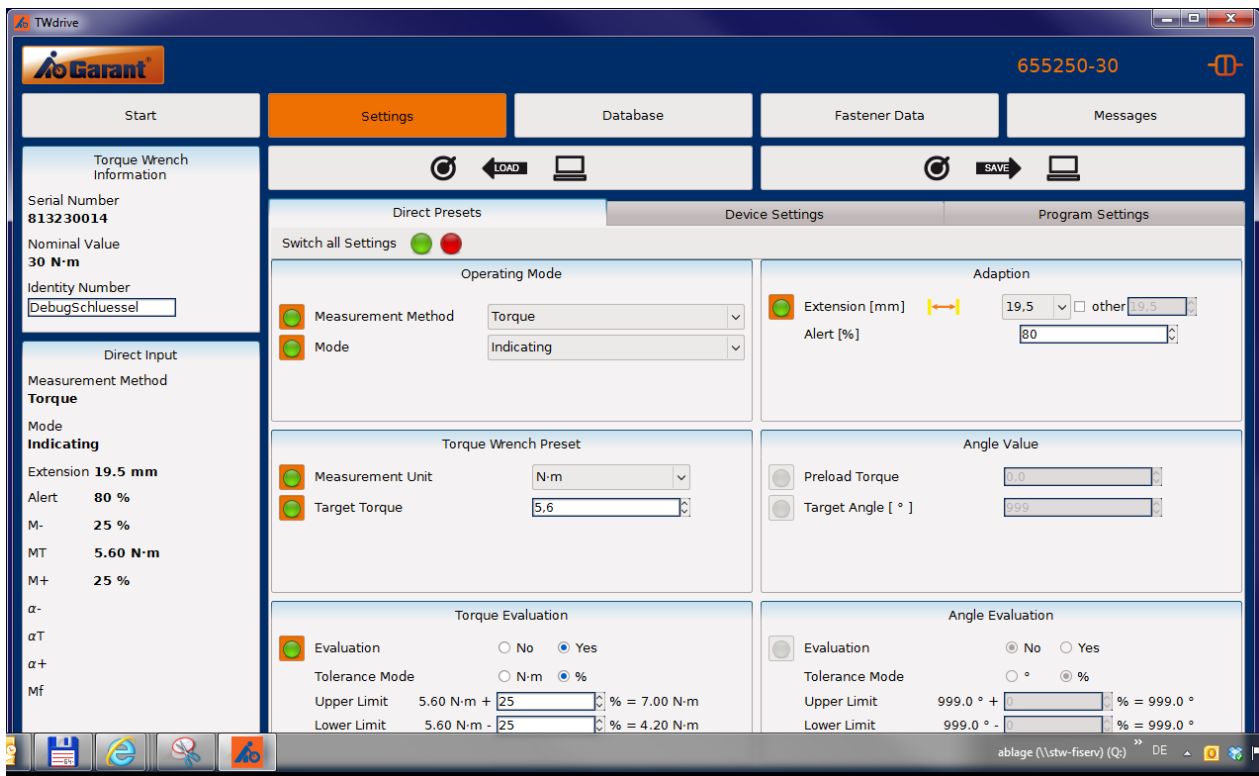 TWdrive
Garant
655250-30
Start
Settings
Database
Fastener Data
Messages
Torque Wrench
Information
Serial Number
813230014
Nominal Value
30 N·m
Identity Number
DebugSchluessel
Direct Input
Measurement Method
Torque
Mode
Indicating
Extension 19.5 mm
Alert 80 %
M- 25 %
MT 5.60 N·m
M+ 25 %
α-
αT
α+
Mf
LOAD
SAVE
Direct Presets
Device Settings
Program Settings
Switch all Settings
Operating Mode
Measurement Method Torque
Mode Indicating
Adaption
Extension [mm] 19,5 other 19,5
Alert [%] 80
Torque Wrench Preset
Measurement Unit N·m
Target Torque 5,6
Angle Value
Preload Torque 0,0
Target Angle [ ° ] 999
Torque Evaluation
Evaluation No Yes
Tolerance Mode N·m %
Upper Limit 5.60 N·m + 25 % = 7.00 N·m
Lower Limit 5.60 N·m - 25 % = 4.20 N·m
Angle Evaluation
Evaluation No Yes
Tolerance Mode ° %
Upper Limit 999.0 ° + 0 % = 999.0 °
Lower Limit 999.0 ° - 0 % = 999.0 °
ablage (\\stw-fiserv) (Q:) » DE